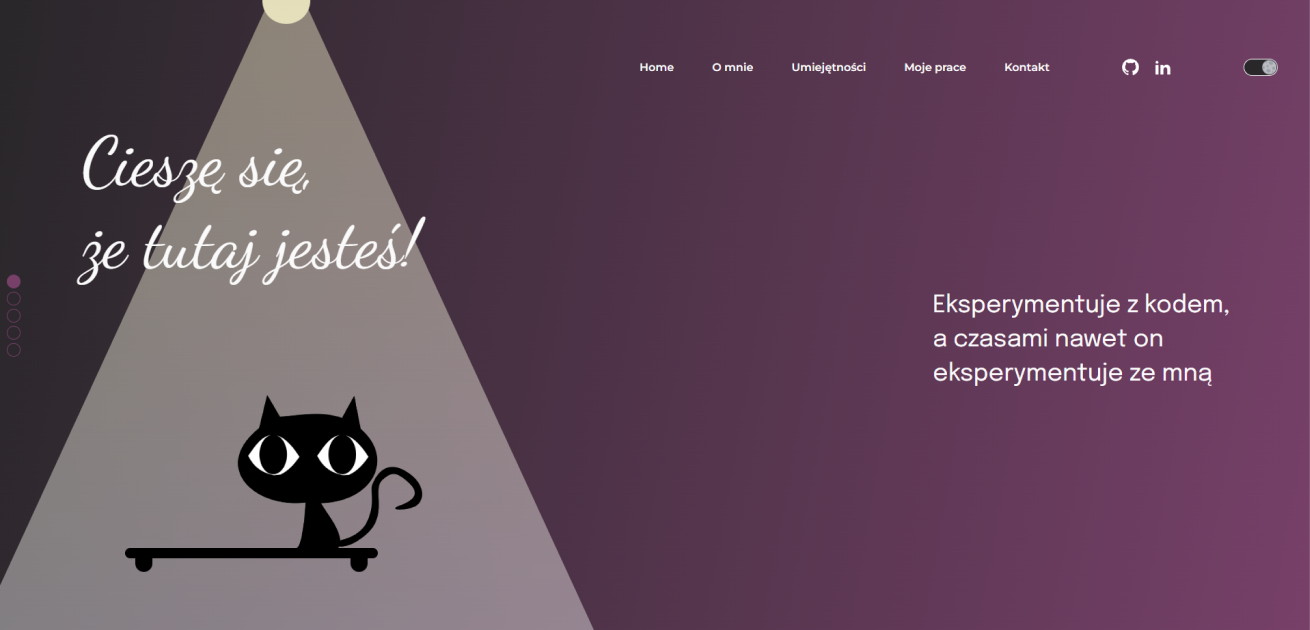 Home O mnie Umiejętności Moje prace Kontakt
Cieszę się,
że tutaj jesteś!
Eksperymentuje z kodem,
a czasami nawet on
eksperymentuje ze mną